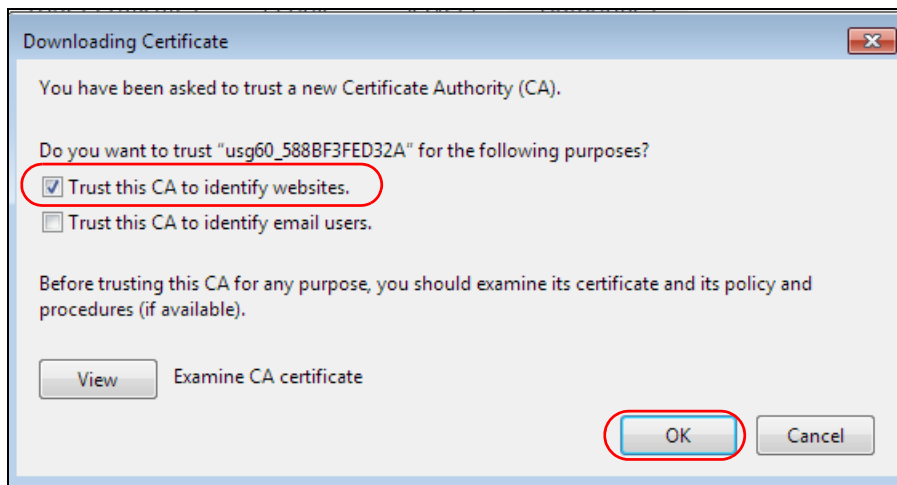 Downloading Certificate
You have been asked to trust a new Certificate Authority (CA).
Do you want to trust “usg60_588BF3FED32A” for the following purposes?
Trust this CA to identify websites.
Trust this CA to identify email users.
Before trusting this CA for any purpose, you should examine its certificate and its policy and
procedures (if available).
View Examine CA certificate
OK Cancel